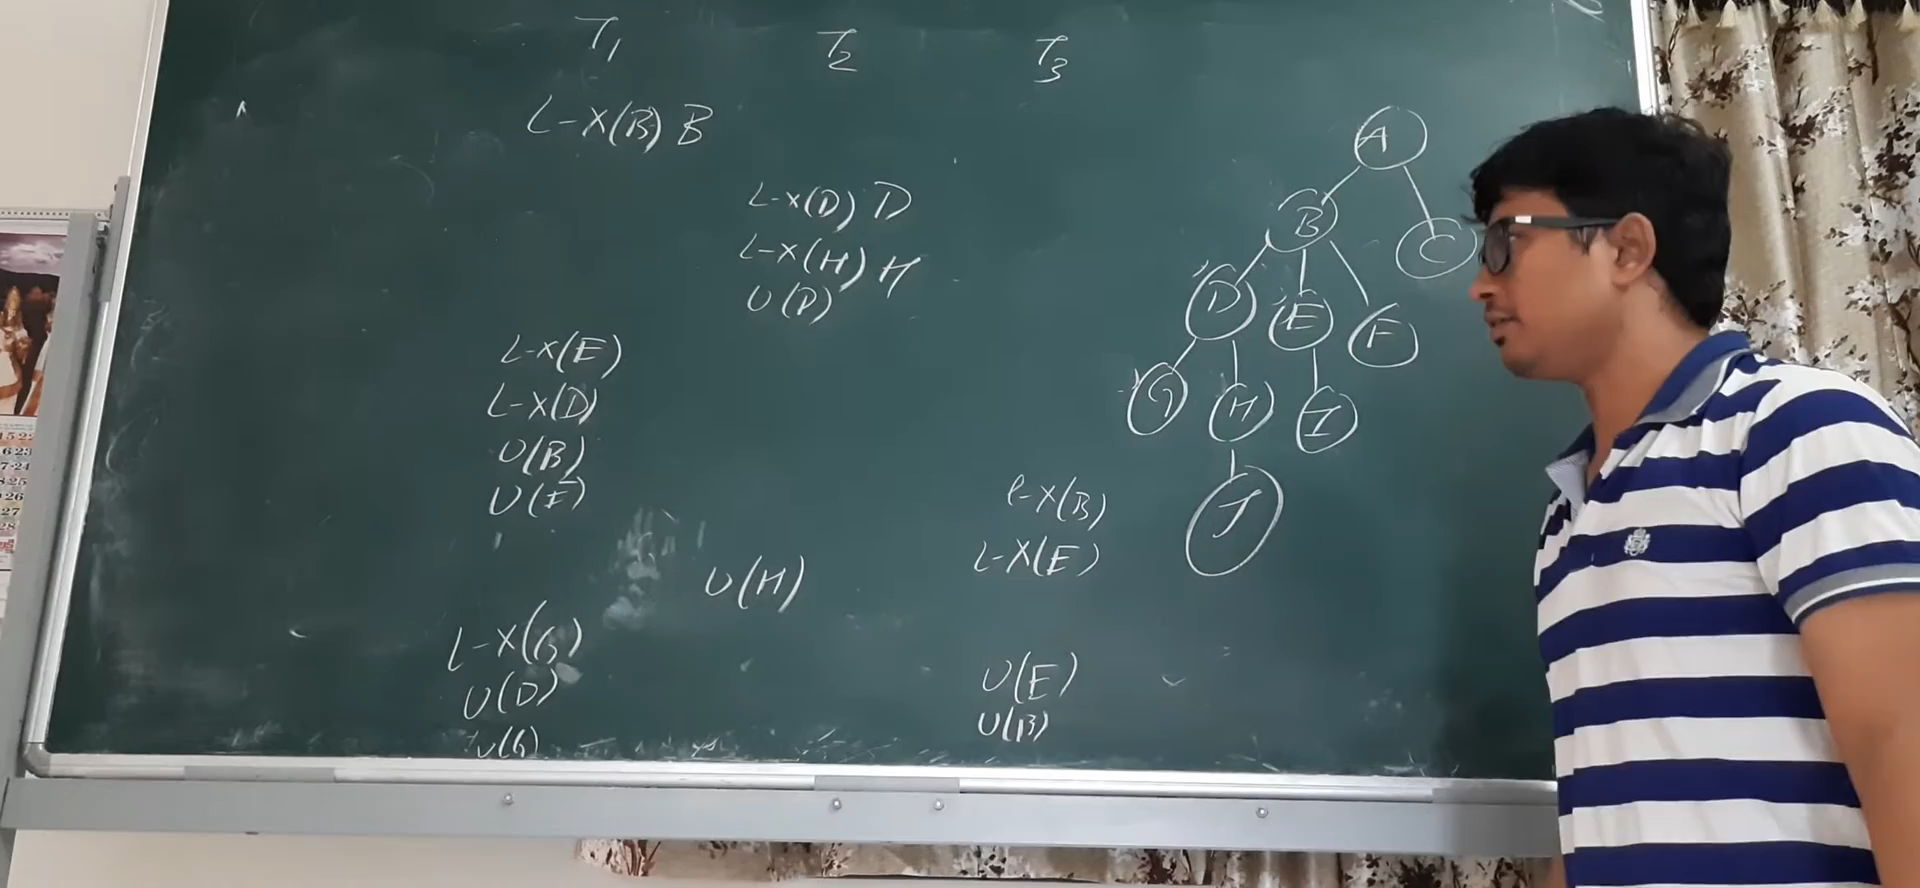 T1 T2 T3
L-X(B) B
L-X(D) D
L-X(H) H
U(D)
L-X(E)
L-X(D)
U(B)
U(E)
L-X(B)
L-X(E)
U(H)
L-X(G)
U(D)
U(G)
U(E)
U(B)
A
B C
D E F
G H I
J